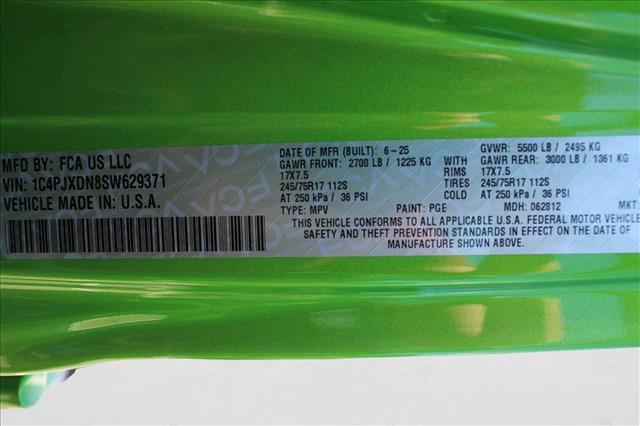 MFD BY: FCA US LLC
VIN: 1C4PJXDN8SW629371
VEHICLE MADE IN: U.S.A.
DATE OF MFR (BUILT): 6-25 GVWR: 5500 LB / 2495 KG
GAWR FRONT: 2700 LB / 1225 KG WITH GAWR REAR: 3000 LB / 1361 KG
17X7.5 RIMS 17X7.5
245/75R17 112S TIRES 245/75R17 112S
AT 250 kPa / 36 PSI COLD AT 250 kPa / 36 PSI
TYPE: MPV PAINT: PGE MDH: 062812 MKT:
THIS VEHICLE CONFORMS TO ALL APPLICABLE U.S.A. FEDERAL MOTOR VEHICLE
SAFETY AND THEFT PREVENTION STANDARDS IN EFFECT ON THE DATE OF
MANUFACTURE SHOWN ABOVE.